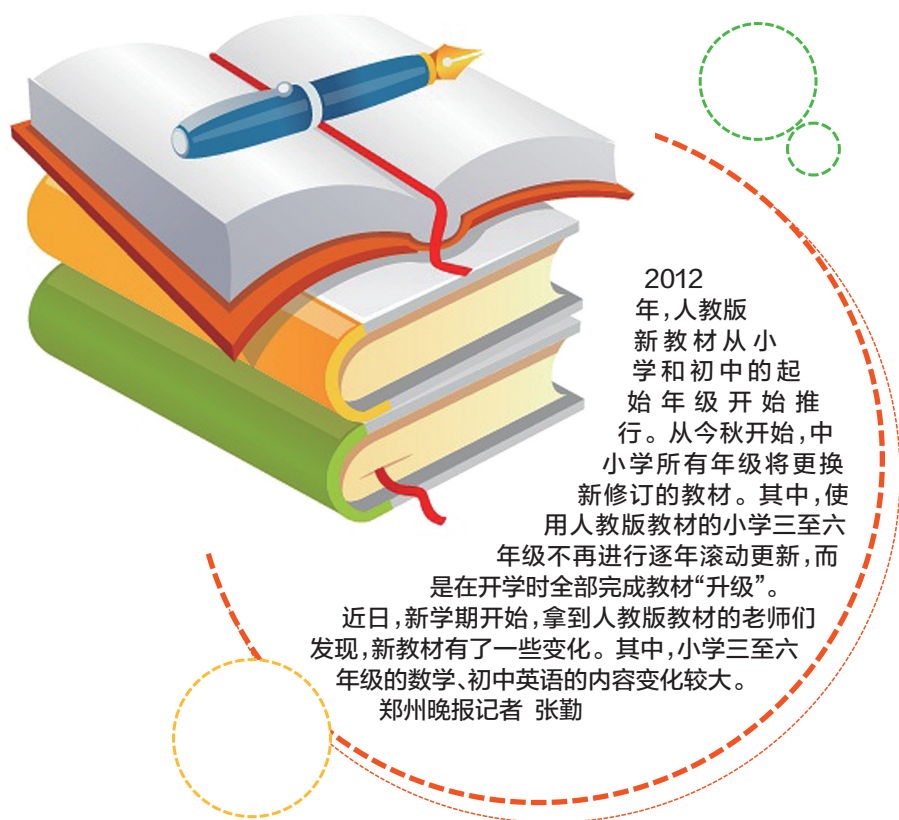 2012
年,人教版
新教材从小
学和初中的起
始年级开始推
行。从今秋开始,中
小学所有年级将更换
新修订的教材。其中,使
用人教版教材的小学三至六
年级不再进行逐年滚动更新,而
是在开学时全部完成教材“升级”。
近日,新学期开始,拿到人教版教材的老师们
发现,新教材有了一些变化。其中,小学三至六
年级的数学、初中英语的内容变化较大。
郑州晚报记者 张勤